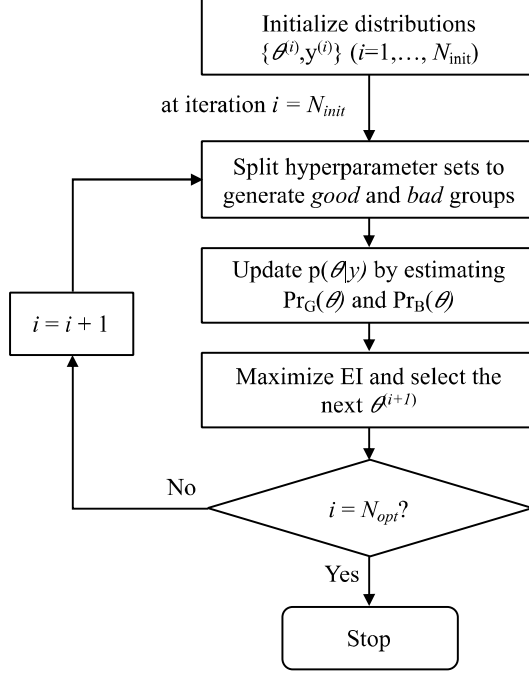 Initialize distributions
{θ⁽ⁱ⁾,y⁽ⁱ⁾} (i=1,…, N_init)
at iteration i = N_init
Split hyperparameter sets to
generate good and bad groups
Update p(θ|y) by estimating
Pr_G(θ) and Pr_B(θ)
i = i + 1
Maximize EI and select the
next θ⁽ⁱ⁺¹⁾
No
i = N_opt?
Yes
Stop